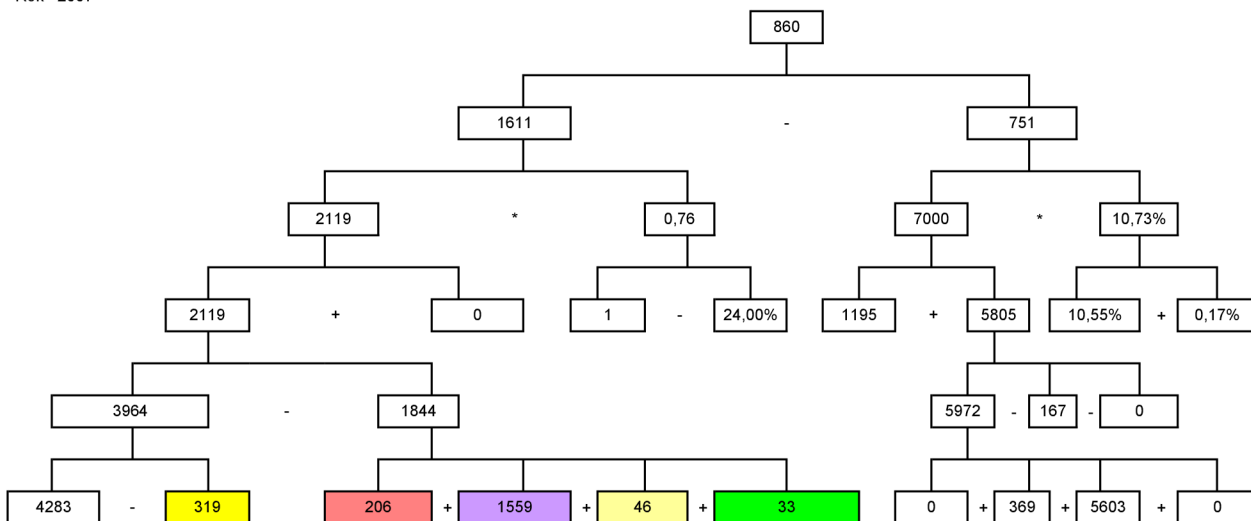 860
1611 - 751
2119 * 0,76 7000 * 10,73%
2119 + 0 1 - 24,00% 1195 + 5805 10,55% + 0,17%
3964 - 1844 5972 - 167 - 0
4283 - 319 206 + 1559 + 46 + 33 0 + 369 + 5603 + 0